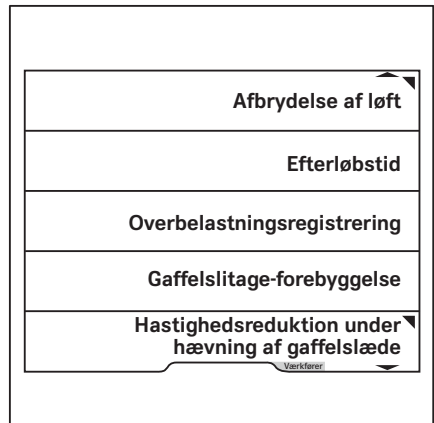 Afbrydelse af løft
Efterløbstid
Overbelastningsregistrering
Gaffelslitage-forebyggelse
Hastighedsreduktion under
hævning af gaffelslæde
Værkfører